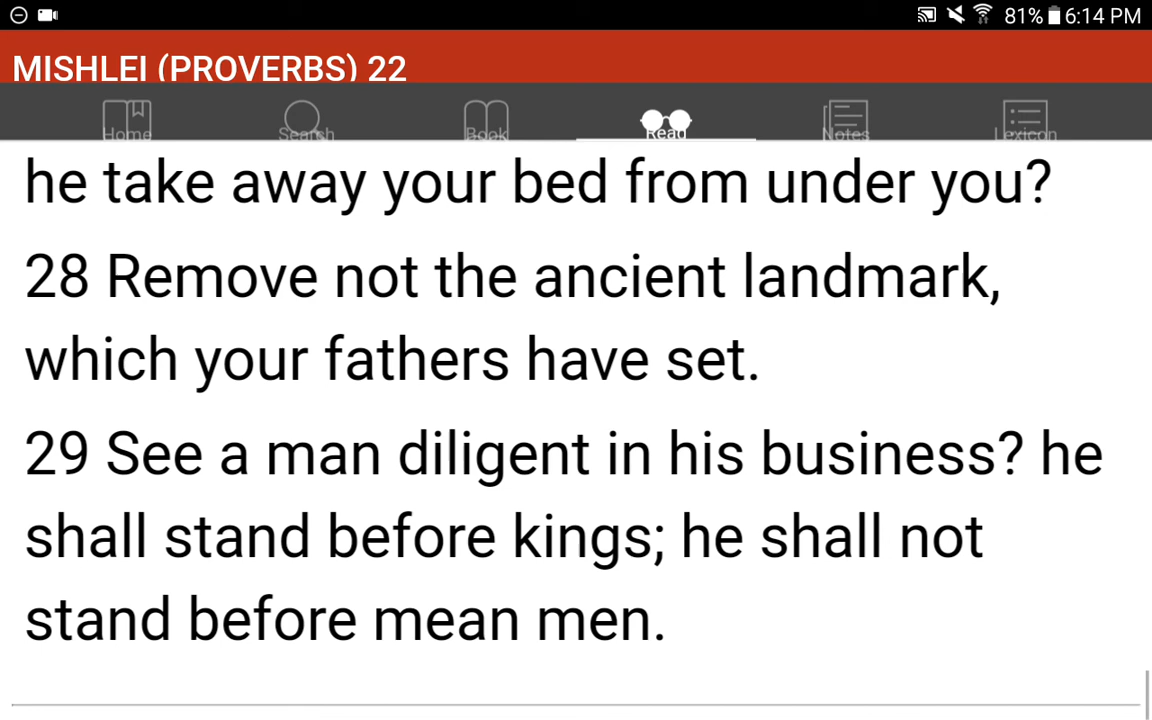 81% 6:14 PM
MISHLEI (PROVERBS) 22
Home Search Book Read Notes Lexicon
he take away your bed from under you?
28 Remove not the ancient landmark,
which your fathers have set.
29 See a man diligent in his business? he
shall stand before kings; he shall not
stand before mean men.